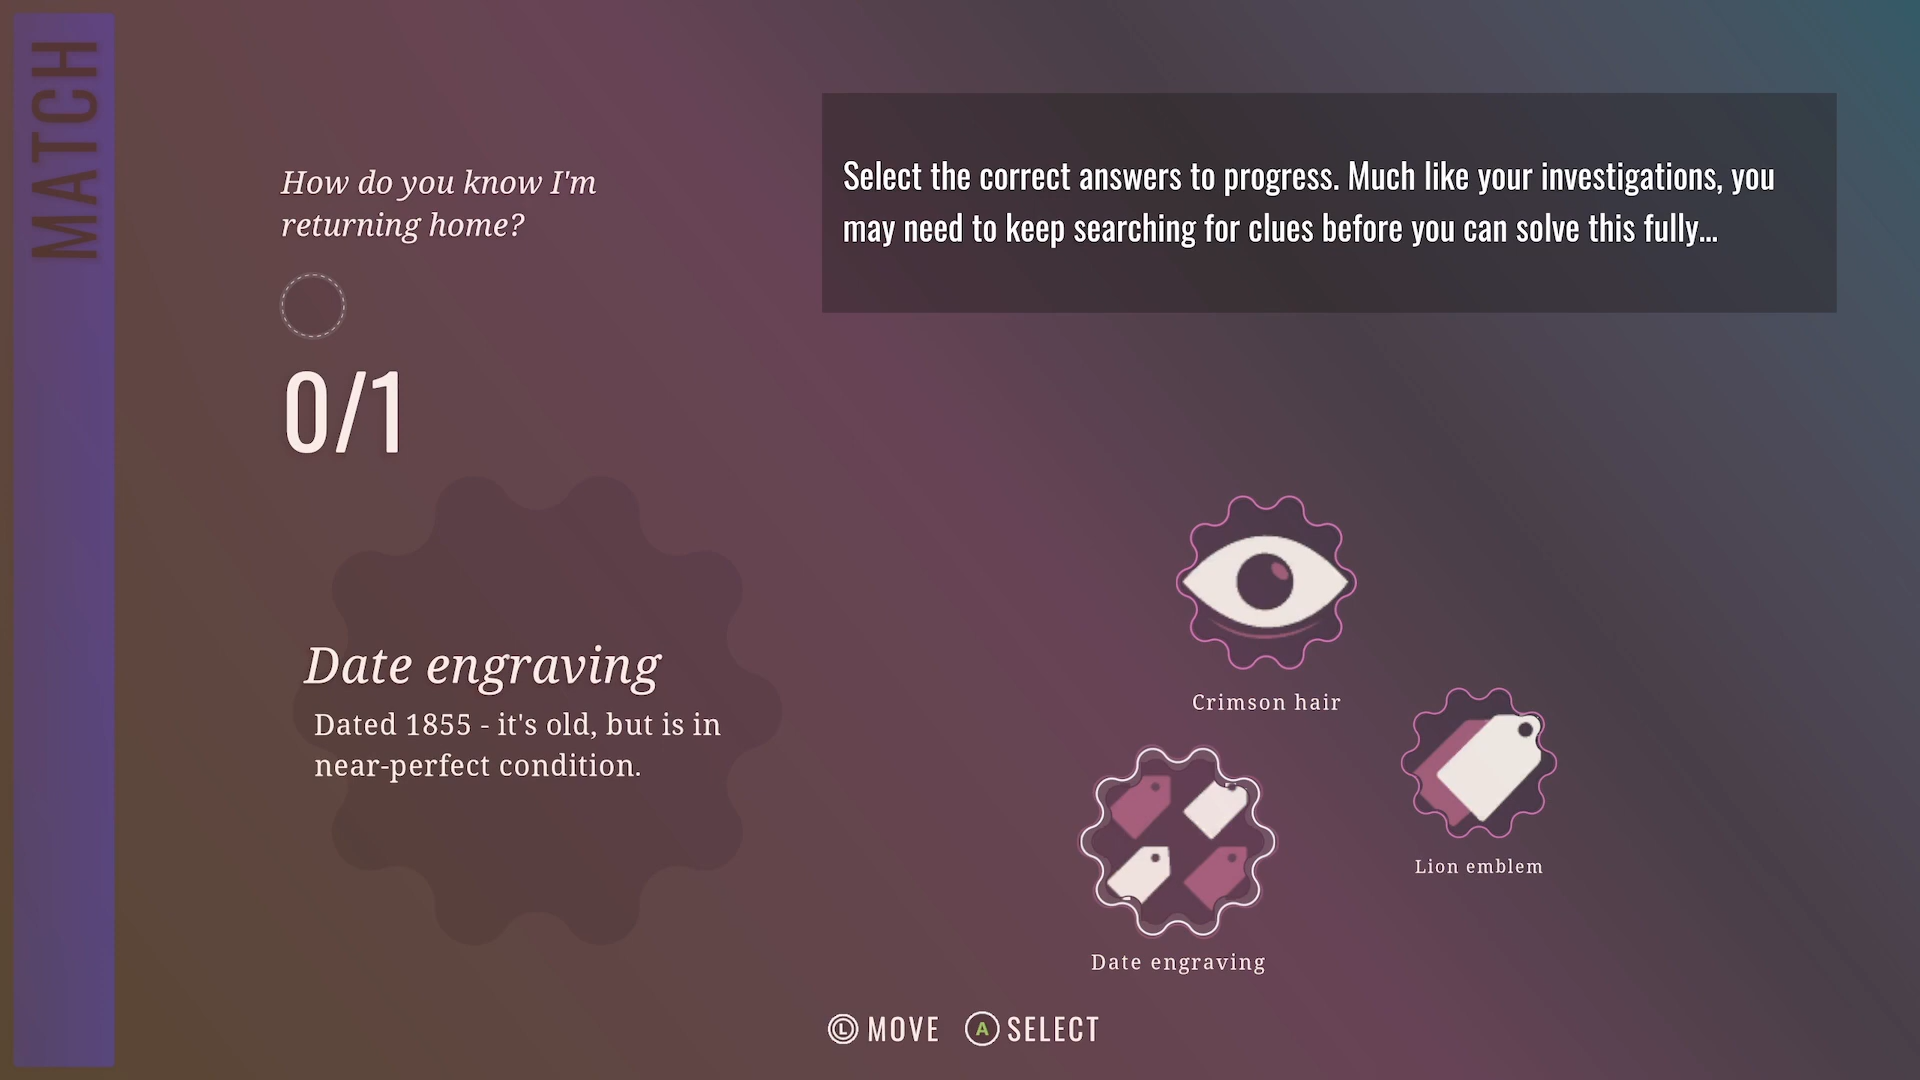 MATCH
How do you know I'm
returning home?
0/1
Select the correct answers to progress. Much like your investigations, you
may need to keep searching for clues before you can solve this fully...
Date engraving
Dated 1855 - it's old, but is in
near-perfect condition.
Crimson hair
Lion emblem
Date engraving
L MOVE A SELECT